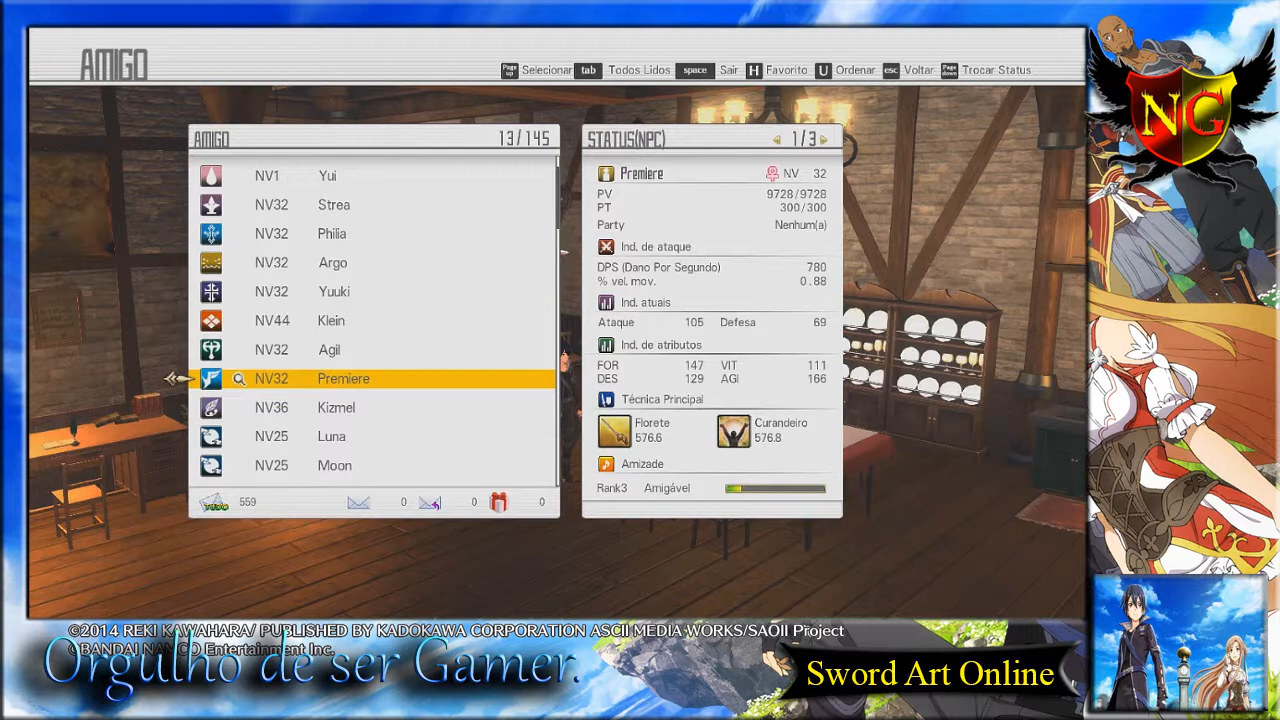 AMIGO
Page up Selecionar tab Todos Lidos space Sair H Favorito U Ordenar esc Voltar Page down Trocar Status
NG
AMIGO 13/145
NV1 Yui
NV32 Strea
NV32 Philia
NV32 Argo
NV32 Yuuki
NV44 Klein
NV32 Agil
NV32 Premiere
NV36 Kizmel
NV25 Luna
NV25 Moon
559 0 0 0
STATUS(NPC) 1/3
Premiere NV 32
PV 9728/9728
PT 300/300
Party Nenhum(a)
Ind. de ataque
DPS (Dano Por Segundo) 780
% vel. mov. 0.88
Ind. atuais
Ataque 105 Defesa 69
Ind. de atributos
FOR 147 VIT 111
DES 129 AGI 166
Técnica Principal
Florete 576.6 Curandeiro 576.8
Amizade
Rank3 Amigável
©2014 REKI KAWAHARA/ PUBLISHED BY KADOKAWA CORPORATION ASCII MEDIA WORKS/SAOII Project
©BANDAI NAMCO Entertainment Inc.
Orgulho de ser Gamer.
Sword Art Online